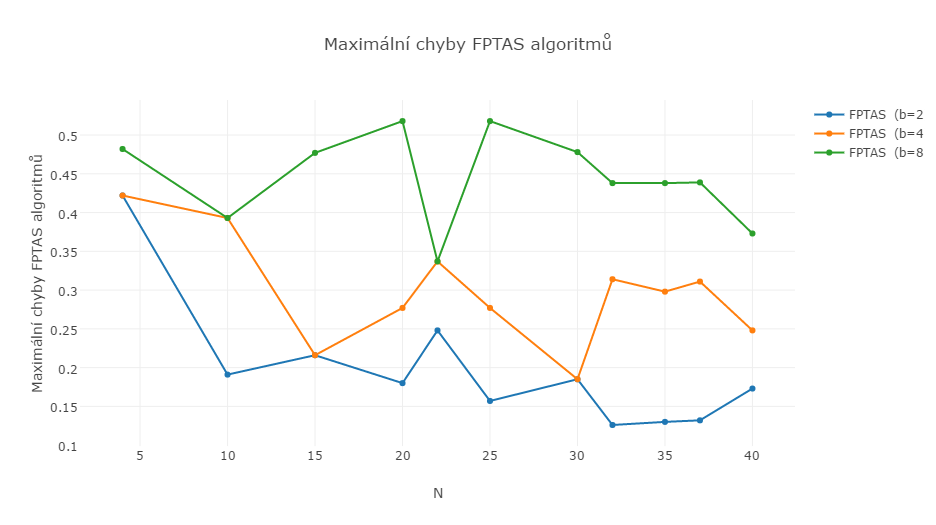 Maximální chyby FPTAS algoritmů
FPTAS (b=2
FPTAS (b=4
FPTAS (b=8
Maximální chyby FPTAS algoritmů
0.5
0.45
0.4
0.35
0.3
0.25
0.2
0.15
0.1
5 10 15 20 25 30 35 40
N